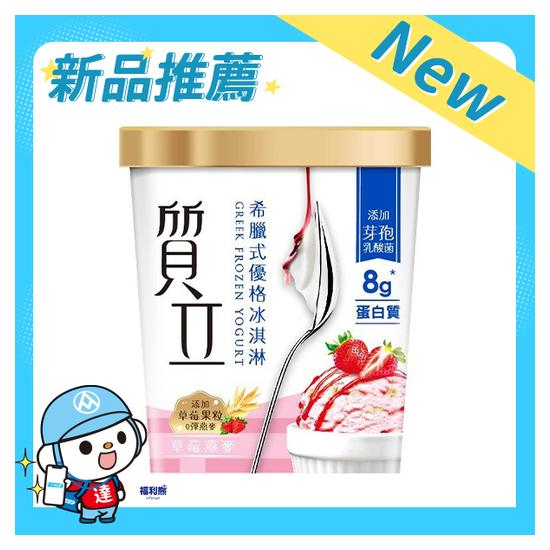 新品推薦
New
質立
希臘式優格冰淇淋
GREEK FROZEN YOGURT
添加
芽孢
乳酸菌
8g*
蛋白質
添加
草莓果粒
Q彈燕麥
草莓燕麥
達
福利熊